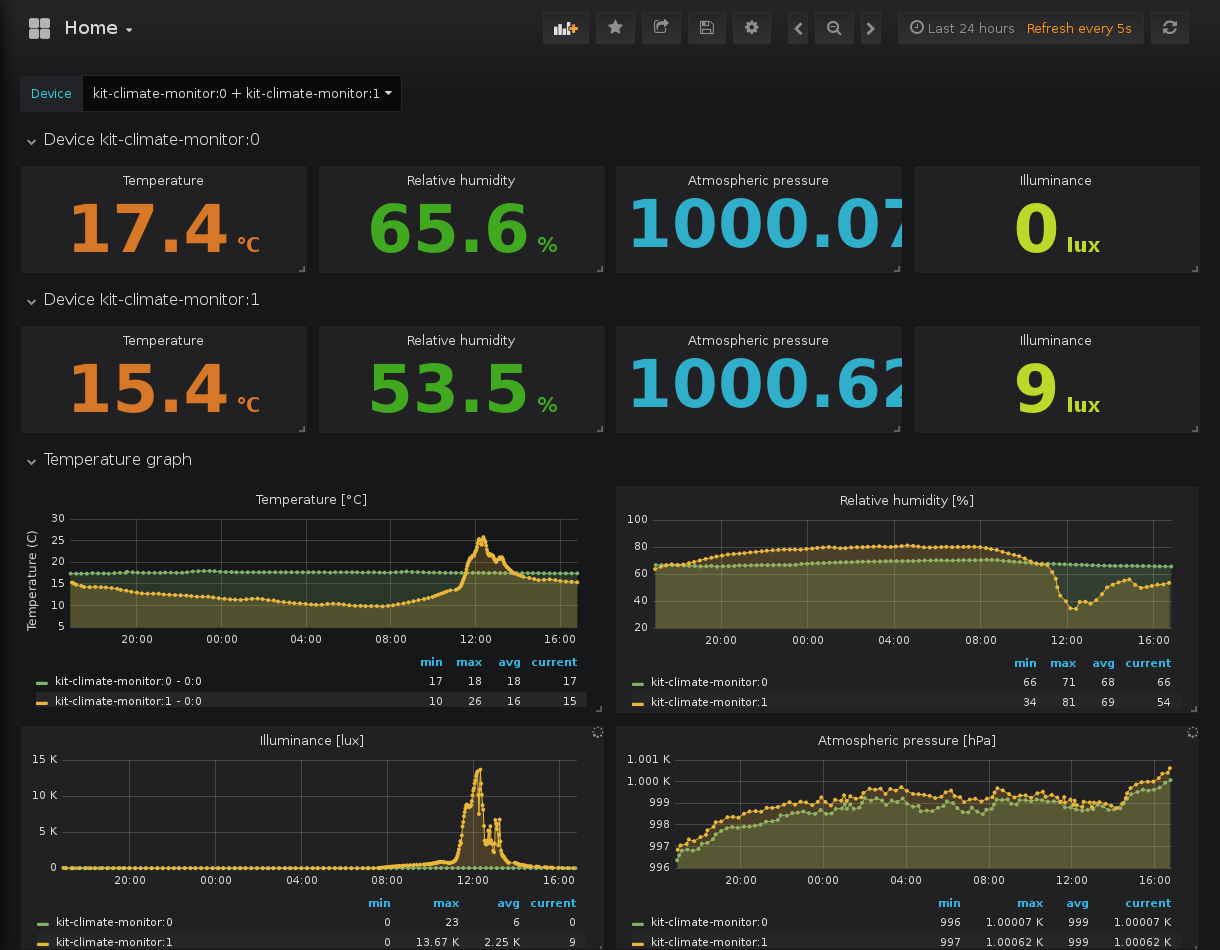 Home
Last 24 hours Refresh every 5s
Device kit-climate-monitor:0 + kit-climate-monitor:1
Device kit-climate-monitor:0
Temperature Relative humidity Atmospheric pressure Illuminance
17.4 °C 65.6 % 1000.07 0 lux
Device kit-climate-monitor:1
Temperature Relative humidity Atmospheric pressure Illuminance
15.4 °C 53.5 % 1000.62 9 lux
Temperature graph
Temperature [°C]
Temperature (C)
30
25
20
15
10
5
20:00 00:00 04:00 08:00 12:00 16:00
min max avg current
kit-climate-monitor:0 - 0:0 17 18 18 17
kit-climate-monitor:1 - 0:0 10 26 16 15
Relative humidity [%]
100
80
60
40
20
20:00 00:00 04:00 08:00 12:00 16:00
min max avg current
kit-climate-monitor:0 66 71 68 66
kit-climate-monitor:1 34 81 69 54
Illuminance [lux]
15 K
10 K
5 K
0
20:00 00:00 04:00 08:00 12:00 16:00
min max avg current
kit-climate-monitor:0 0 23 6 0
kit-climate-monitor:1 0 13.67 K 2.25 K 9
Atmospheric pressure [hPa]
1.001 K
1.000 K
999
998
997
996
20:00 00:00 04:00 08:00 12:00 16:00
min max avg current
kit-climate-monitor:0 996 1.00007 K 999 1.00007 K
kit-climate-monitor:1 997 1.00062 K 999 1.00062 K